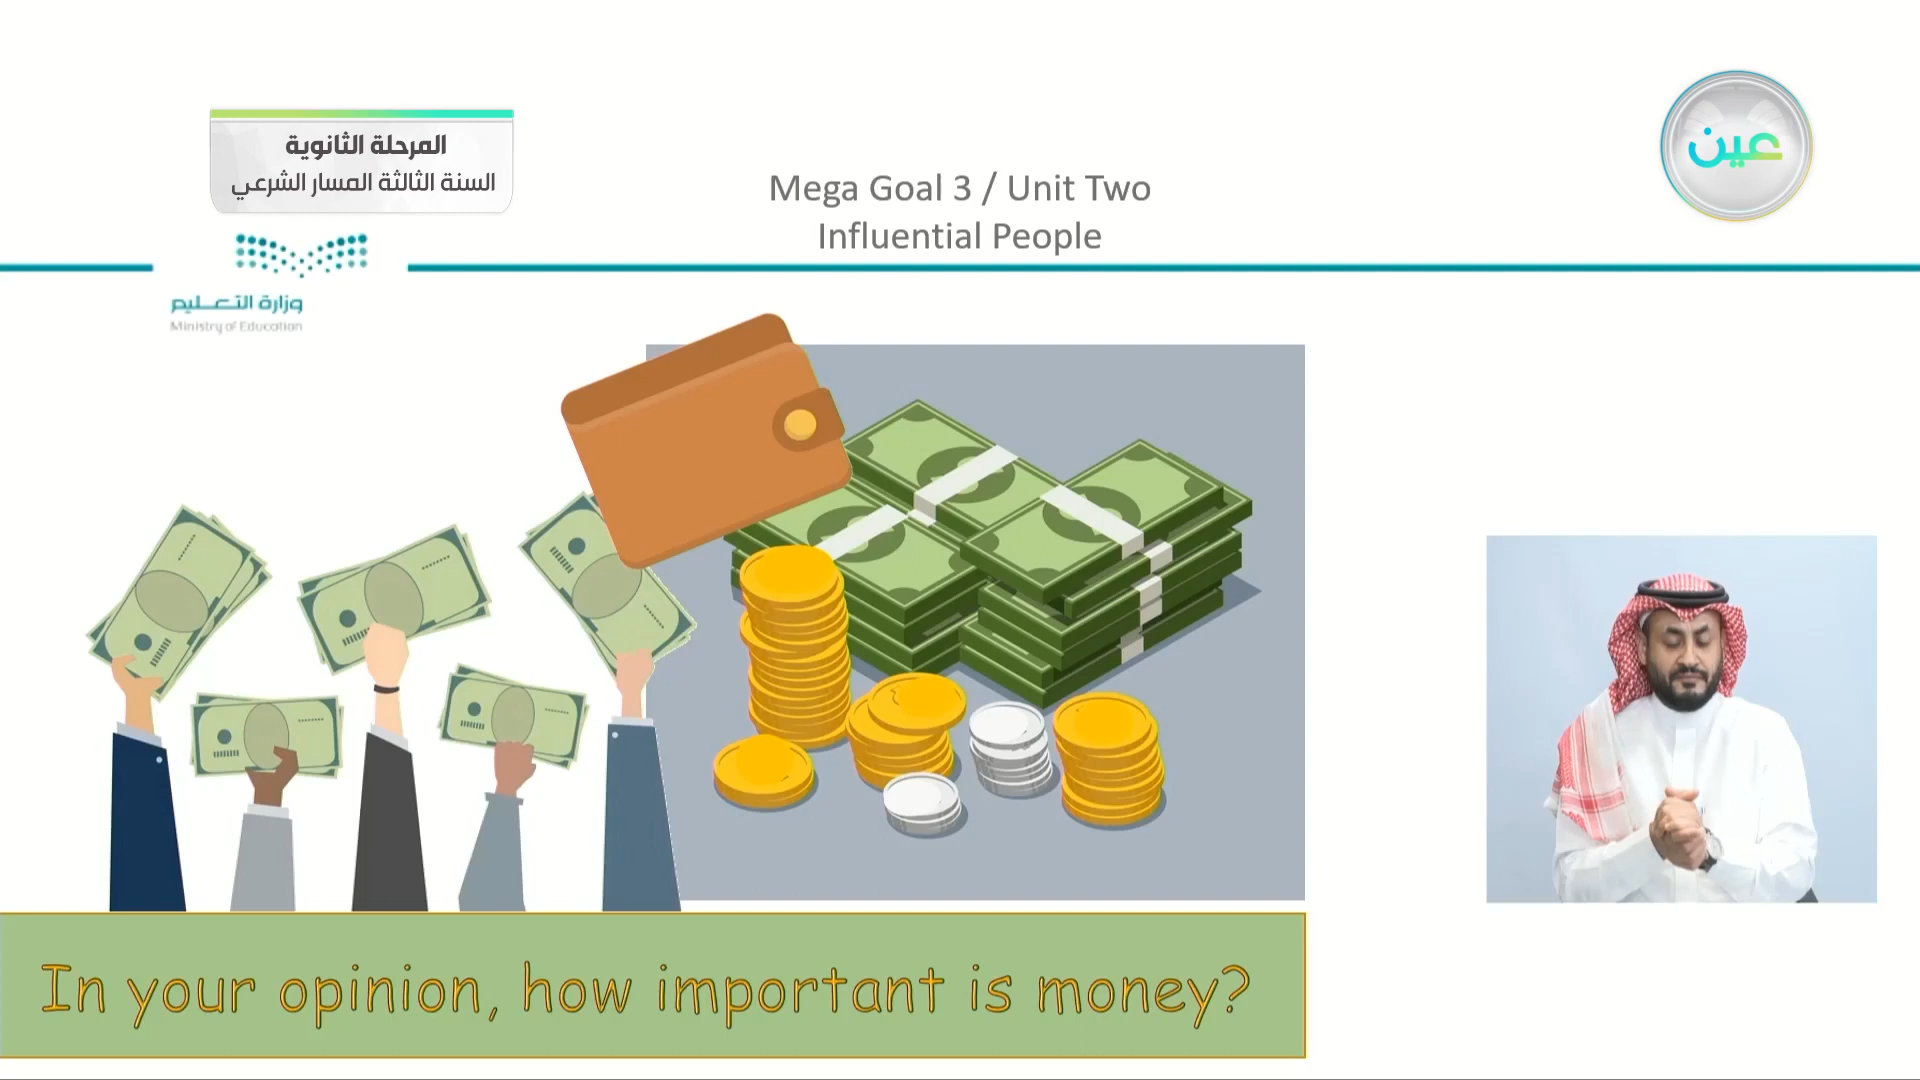 المرحلة الثانوية
السنة الثالثة المسار الشرعي
عين
Mega Goal 3 / Unit Two
Influential People
وزارة التعليم
Ministry of Education
In your opinion, how important is money?